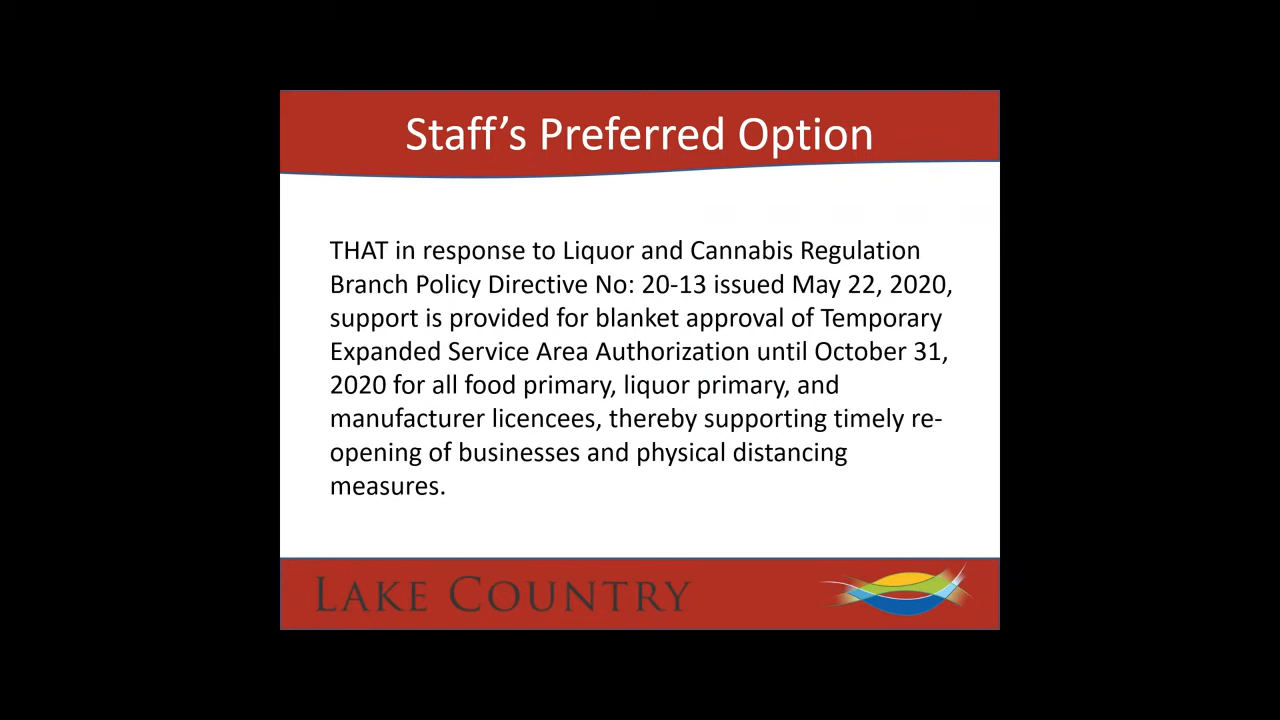 Staff’s Preferred Option
THAT in response to Liquor and Cannabis Regulation
Branch Policy Directive No: 20-13 issued May 22, 2020,
support is provided for blanket approval of Temporary
Expanded Service Area Authorization until October 31,
2020 for all food primary, liquor primary, and
manufacturer licencees, thereby supporting timely re-
opening of businesses and physical distancing
measures.
LAKE COUNTRY